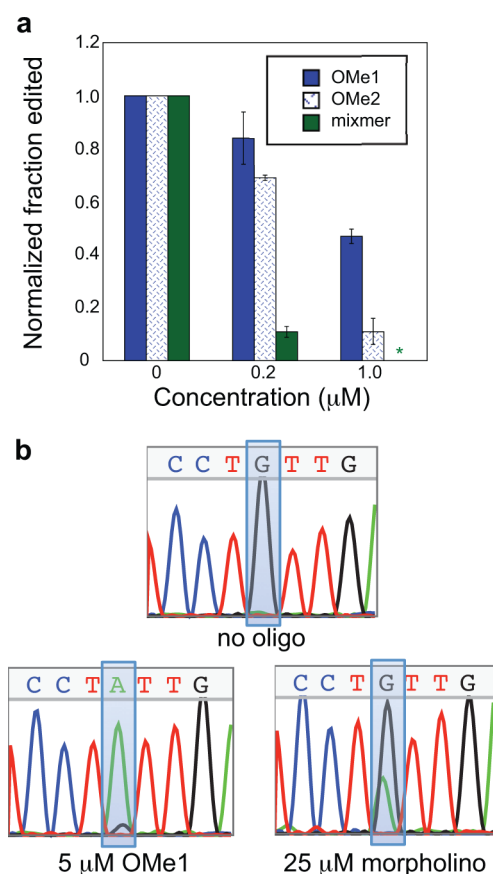 a
Normalized fraction edited
1.2
1.0
0.8
0.6
0.4
0.2
0
OMe1
OMe2
mixmer
*
0 0.2 1.0
Concentration (μM)
b
C C T G T T G
no oligo
C C T A T T G
5 μM OMe1
C C T G T T G
25 μM morpholino